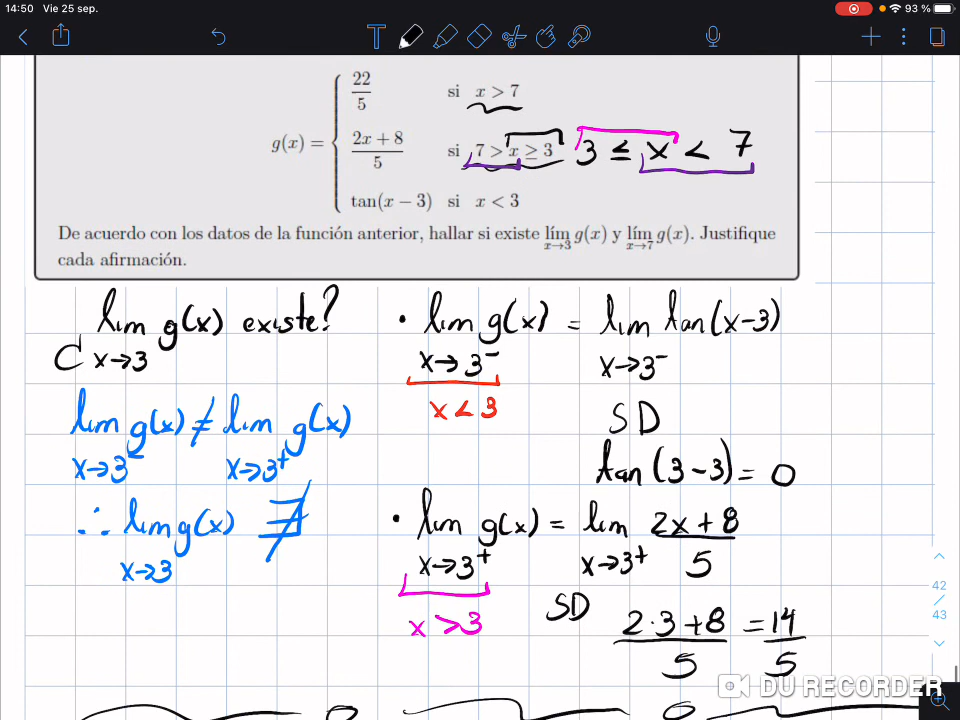 14:50 Vie 25 sep. 93 %
T
22/5 si x > 7
g(x) = { (2x + 8)/5 si 7 > x ≥ 3 3 ≤ x < 7
tan(x − 3) si x < 3
De acuerdo con los datos de la función anterior, hallar si existe lím x→3 g(x) y lím x→7 g(x). Justifique
cada afirmación.
¿ lim x→3 g(x) existe?
lim x→3⁻ g(x) ≠ lim x→3⁺ g(x)
∴ lim x→3 g(x) ∄
• lim x→3⁻ g(x) = lim x→3⁻ tan(x-3)
x < 3
SD
tan(3-3) = 0
• lim x→3⁺ g(x) = lim x→3⁺ (2x+8)/5
x > 3
SD (2·3+8)/5 = 14/5
42
/
43
DU RECORDER